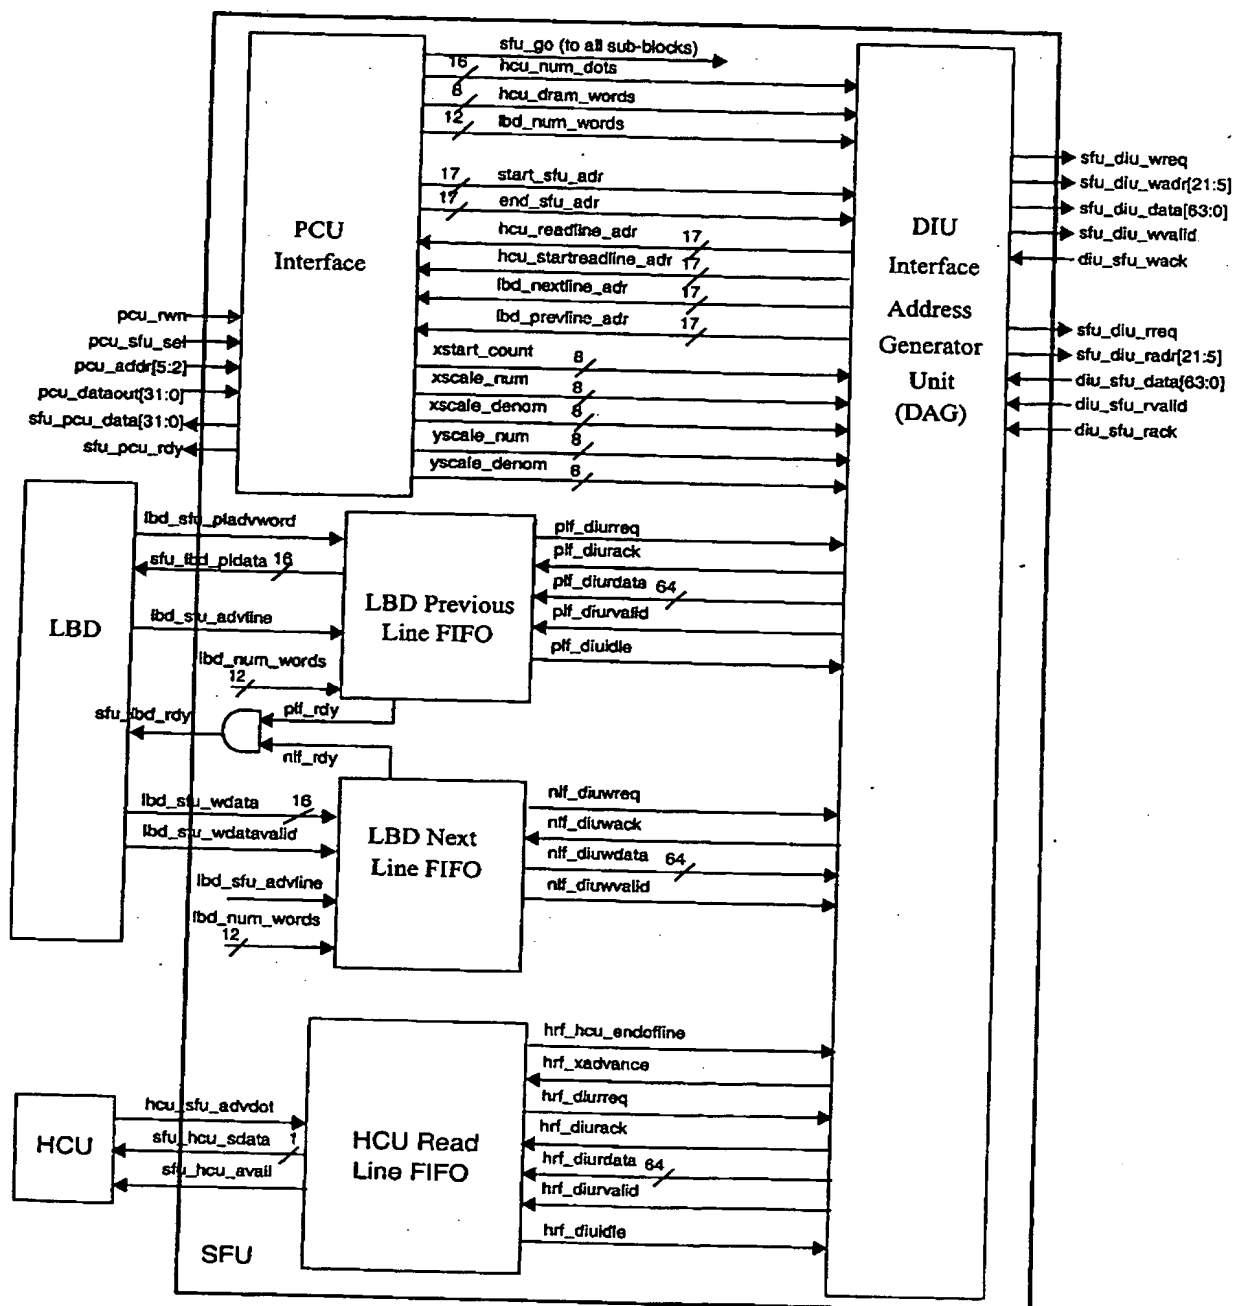 sfu_go (to all sub-blocks)
16
hcu_num_dots
8
hcu_dram_words
12
lbd_num_words
17
start_sfu_adr
17
end_sfu_adr
hcu_readline_adr
17
hcu_startreadline_adr
17
lbd_nextline_adr
17
lbd_prevline_adr
17
xstart_count
8
xscale_num
8
xscale_denom
8
yscale_num
8
yscale_denom
8
PCU
Interface
DIU
Interface
Address
Generator
Unit
(DAG)
pcu_rwn
pcu_sfu_sel
pcu_addr[5:2]
pcu_dataout[31:0]
sfu_pcu_data[31:0]
sfu_pcu_rdy
sfu_diu_wreq
sfu_diu_wadr[21:5]
sfu_diu_data[63:0]
sfu_diu_wvalid
diu_sfu_wack
sfu_diu_rreq
sfu_diu_radr[21:5]
diu_sfu_data[63:0]
diu_sfu_rvalid
diu_sfu_rack
LBD
lbd_sfu_pladvword
sfu_lbd_pldata
16
lbd_sfu_advline
lbd_num_words
12
LBD Previous
Line FIFO
plf_diurreq
plf_diurack
plf_diurdata
64
plf_diurvalid
plf_diuidle
sfu_lbd_rdy
plf_rdy
nlf_rdy
lbd_sfu_wdata
16
lbd_sfu_wdatavalid
lbd_sfu_advline
lbd_num_words
12
LBD Next
Line FIFO
nlf_diuwreq
nlf_diuwack
nlf_diuwdata
64
nlf_diuwvalid
HCU
hcu_sfu_advdot
sfu_hcu_sdata
1
sfu_hcu_avail
HCU Read
Line FIFO
hrf_hcu_endofline
hrf_xadvance
hrf_diurreq
hrf_diurack
hrf_diurdata
64
hrf_diurvalid
hrf_diuidle
SFU